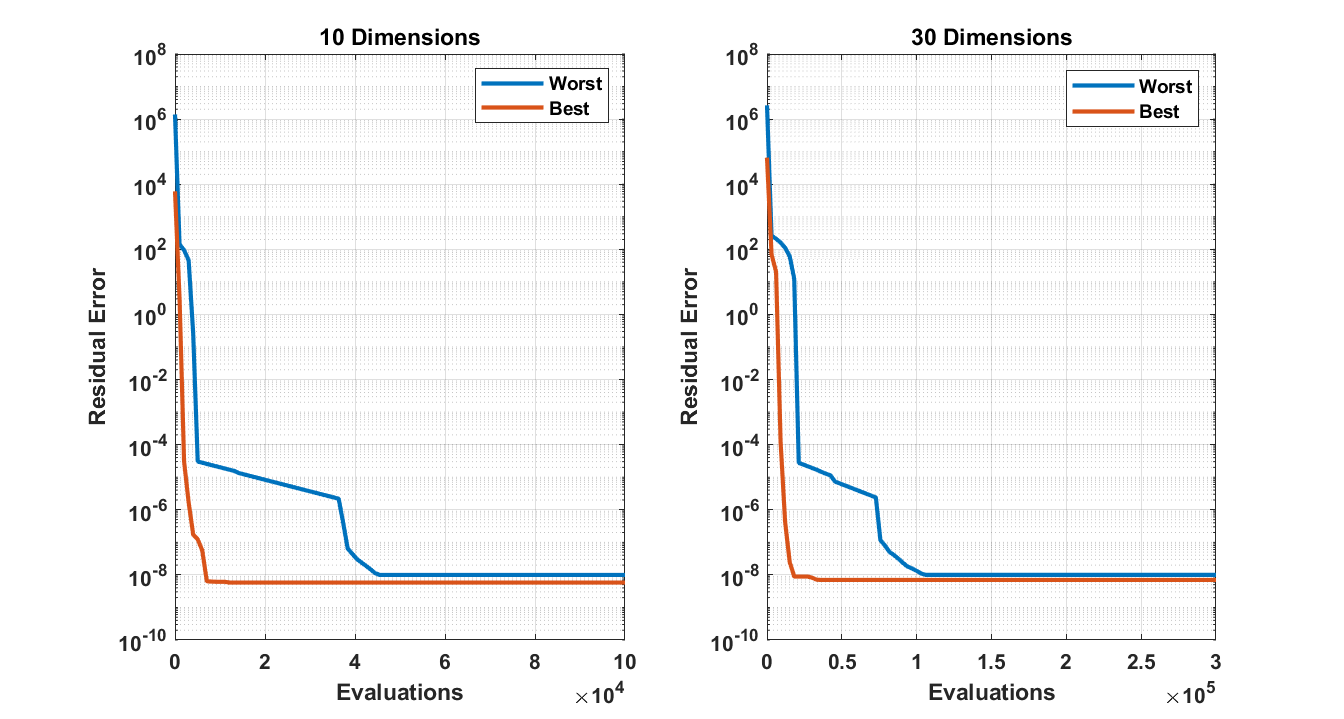 10 Dimensions
10^8
10^6
10^4
10^2
10^0
10^-2
10^-4
10^-6
10^-8
10^-10
Residual Error
Worst
Best
0 2 4 6 8 10
Evaluations
×10^4
30 Dimensions
10^8
10^6
10^4
10^2
10^0
10^-2
10^-4
10^-6
10^-8
10^-10
Residual Error
Worst
Best
0 0.5 1 1.5 2 2.5 3
Evaluations
×10^5